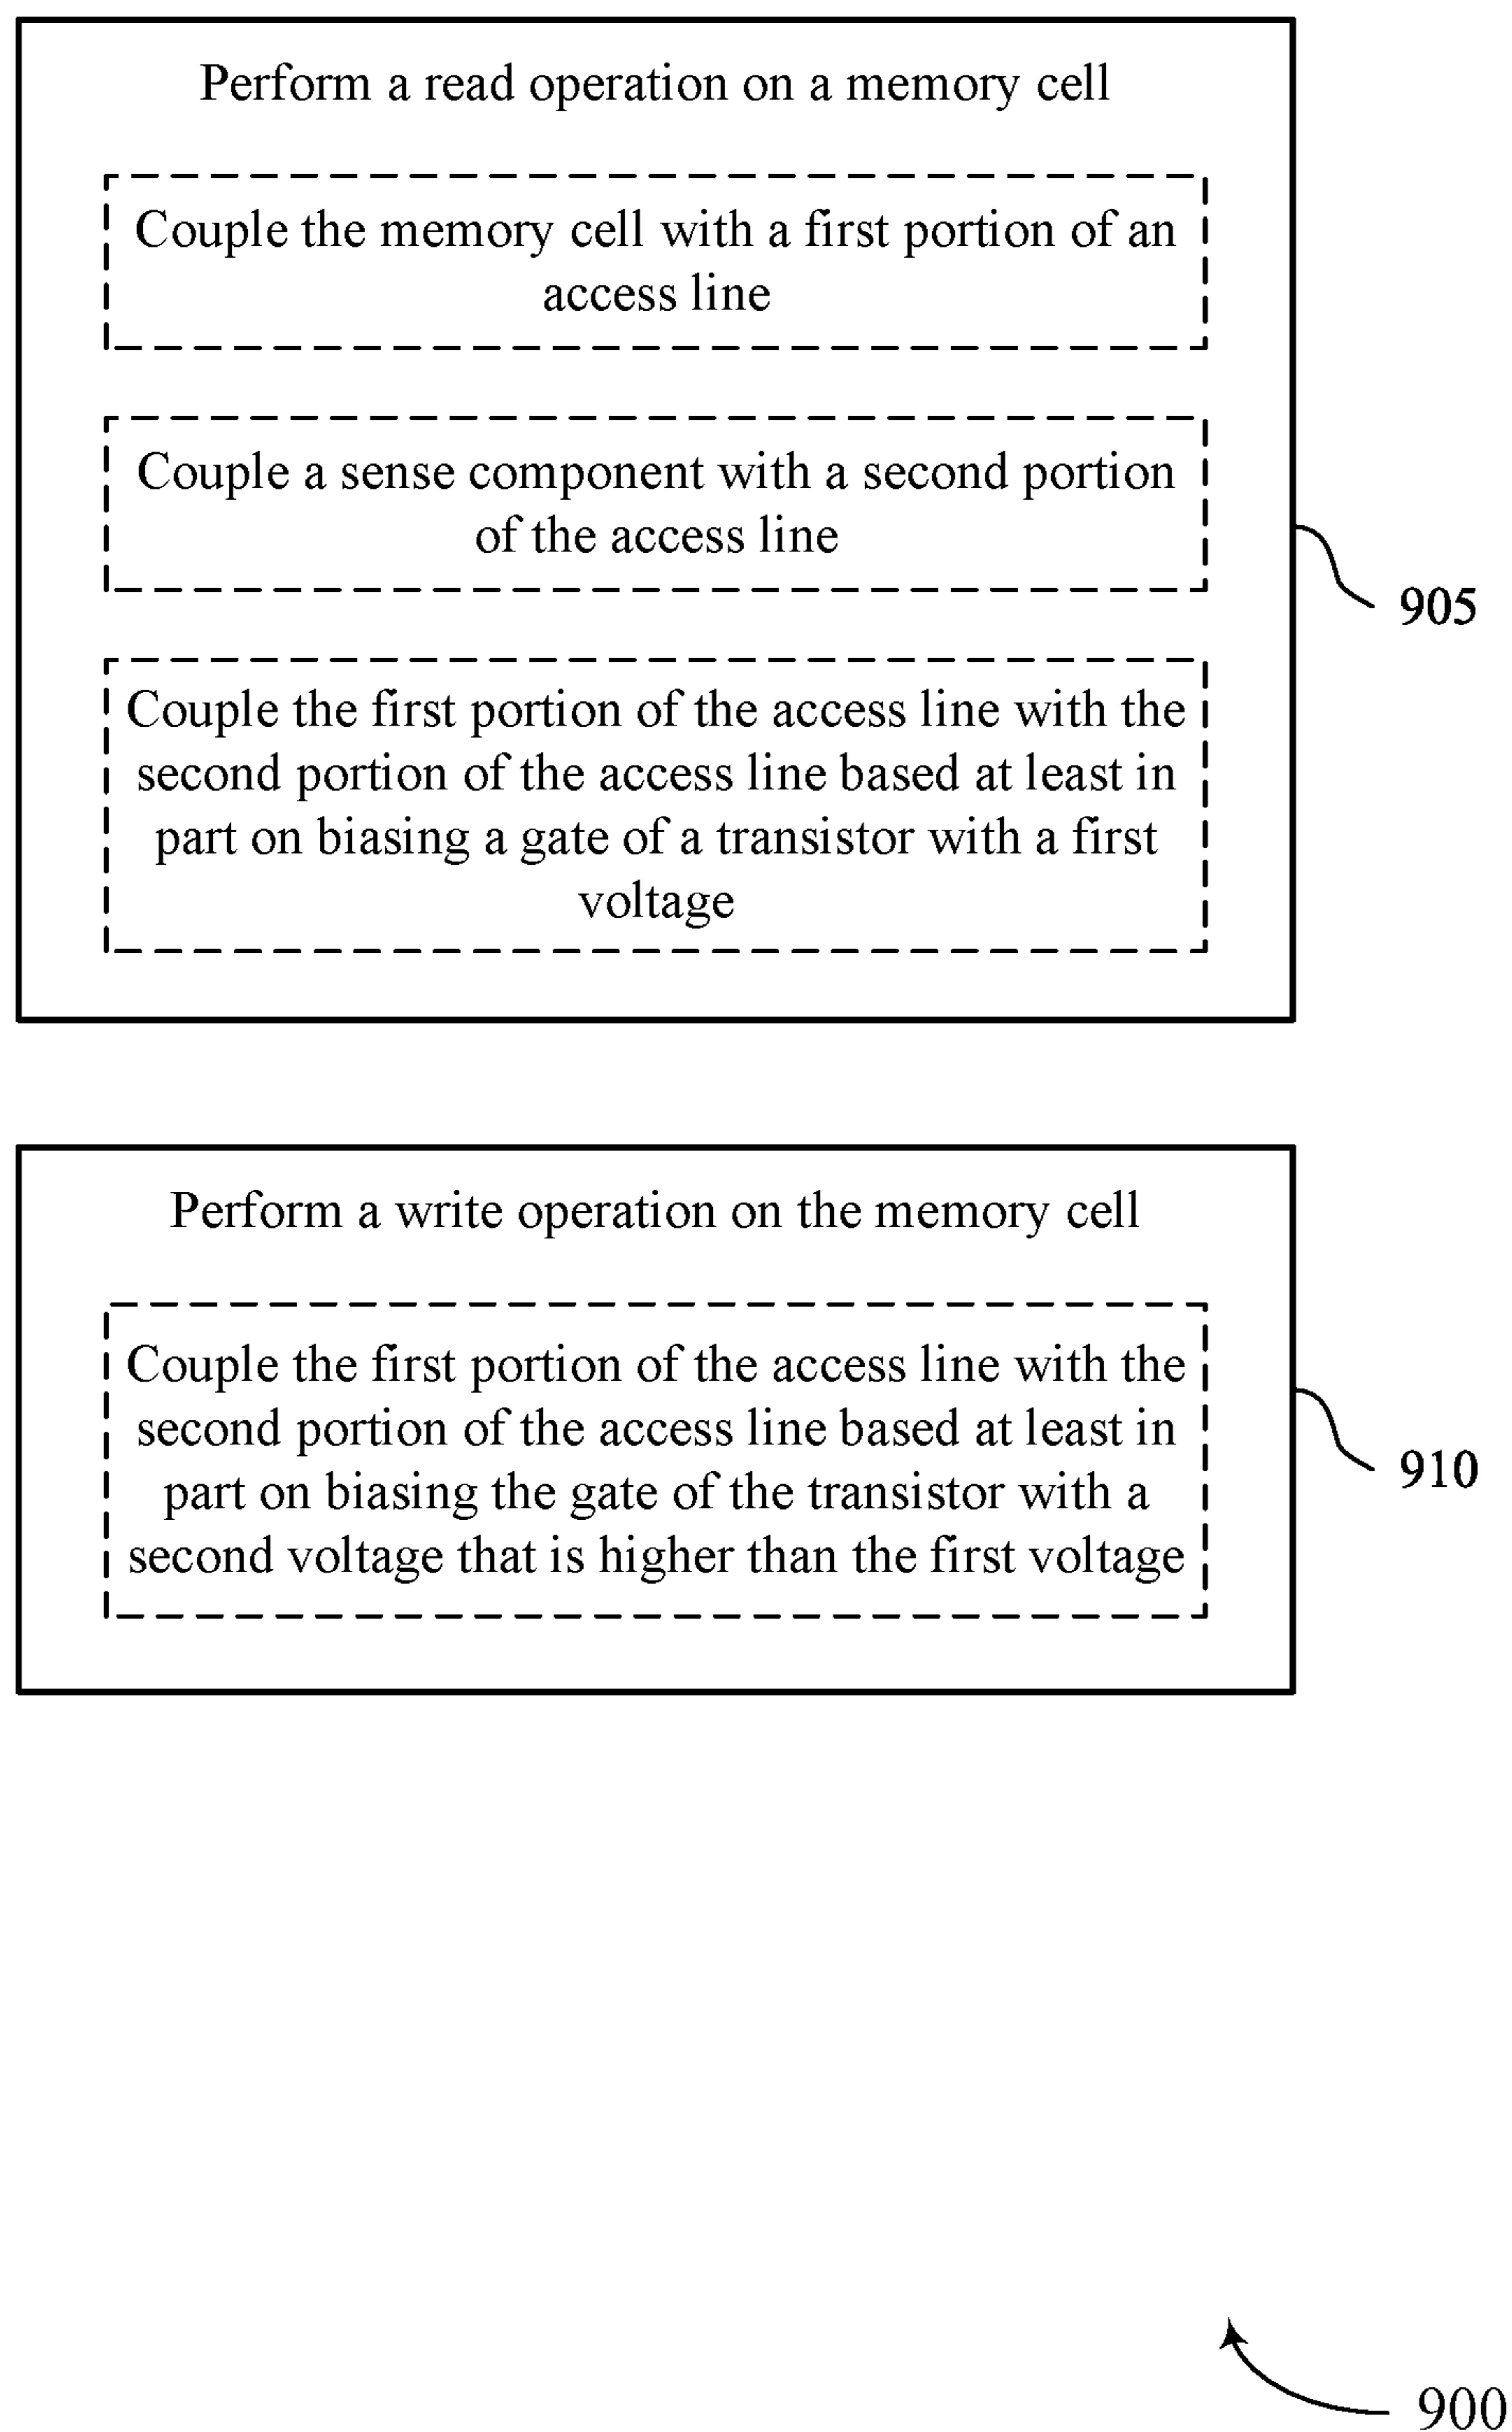 Perform a read operation on a memory cell
Couple the memory cell with a first portion of an
access line
Couple a sense component with a second portion
of the access line
905
Couple the first portion of the access line with the
second portion of the access line based at least in
part on biasing a gate of a transistor with a first
voltage
Perform a write operation on the memory cell
Couple the first portion of the access line with the
second portion of the access line based at least in
part on biasing the gate of the transistor with a
second voltage that is higher than the first voltage
910
900